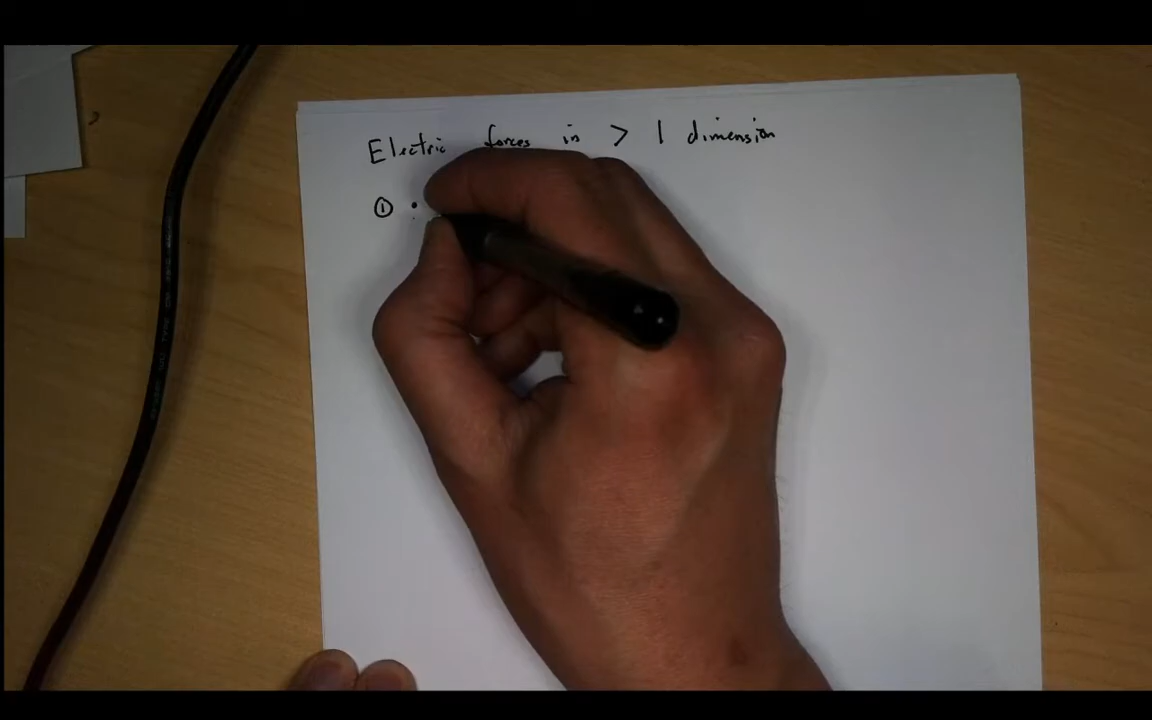 Electric forces in > 1 dimension
① •